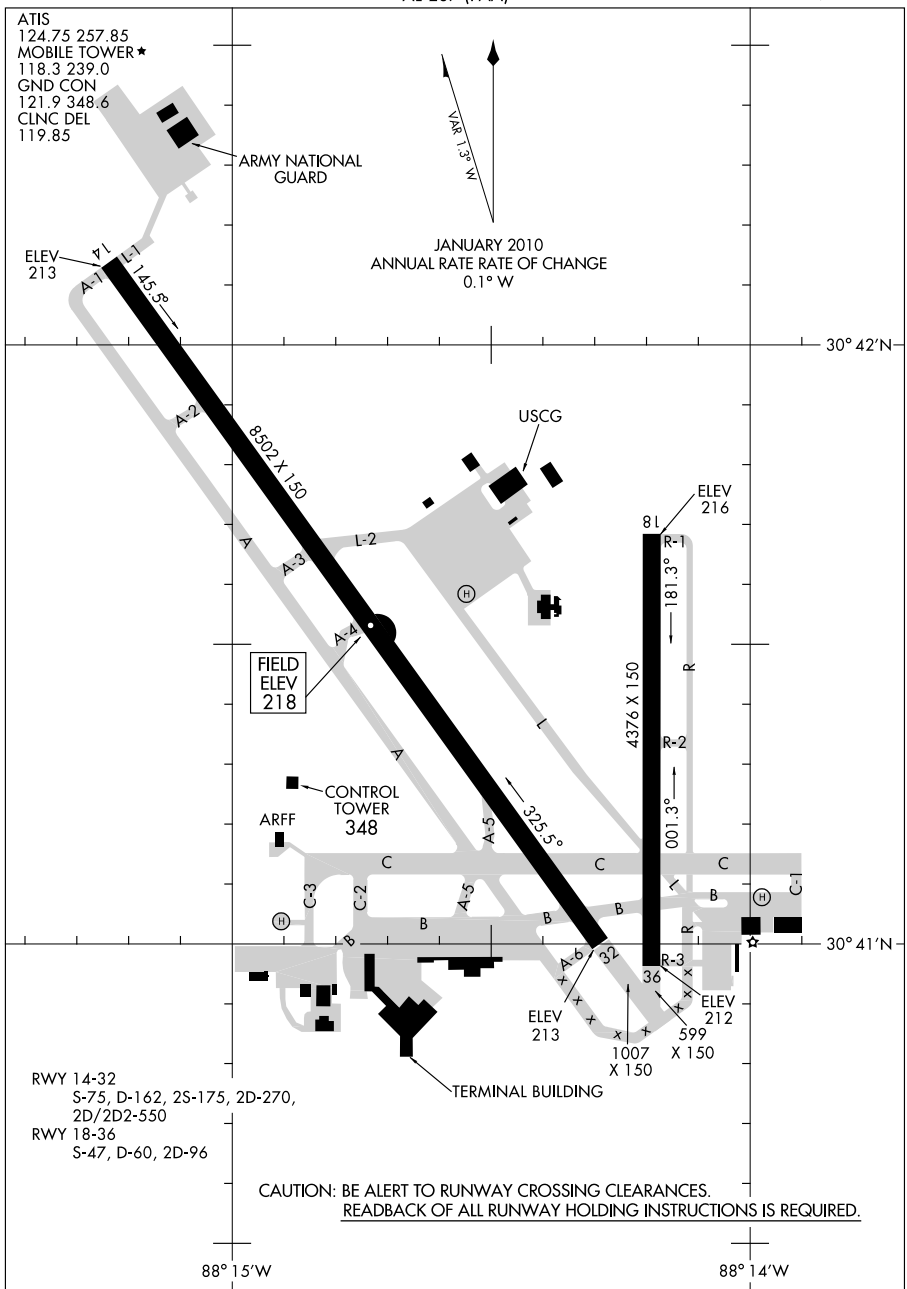 ATIS
124.75 257.85
MOBILE TOWER
118.3 239.0
GND CON
121.9 348.6
CLNC DEL
119.85
ARMY NATIONAL
GUARD
VAR 1.3° W
JANUARY 2010
ANNUAL RATE RATE OF CHANGE
0.1° W
ELEV
213
14
L-1
A-1
145.5°
30° 42'N
A-2
8502 X 150
USCG
ELEV
216
18
R-1
A
L-2
A-3
181.3°
H
A-4
FIELD
ELEV
218
R
4376 X 150
L
R-2
A
CONTROL
TOWER
348
001.3°
ARFF
325.5°
A-5
C
C
C
L
C-3
C-2
A-5
C-1
B
H
B
B
B
B
H
R
30° 41'N
A-6
32
R-3
36
ELEV
213
ELEV
212
X
X
X
X
X
X
X
X
X
1007
X 150
599
X 150
TERMINAL BUILDING
RWY 14-32
S-75, D-162, 2S-175, 2D-270,
2D/2D2-550
RWY 18-36
S-47, D-60, 2D-96
CAUTION: BE ALERT TO RUNWAY CROSSING CLEARANCES.
READBACK OF ALL RUNWAY HOLDING INSTRUCTIONS IS REQUIRED.
88° 15'W
88° 14'W